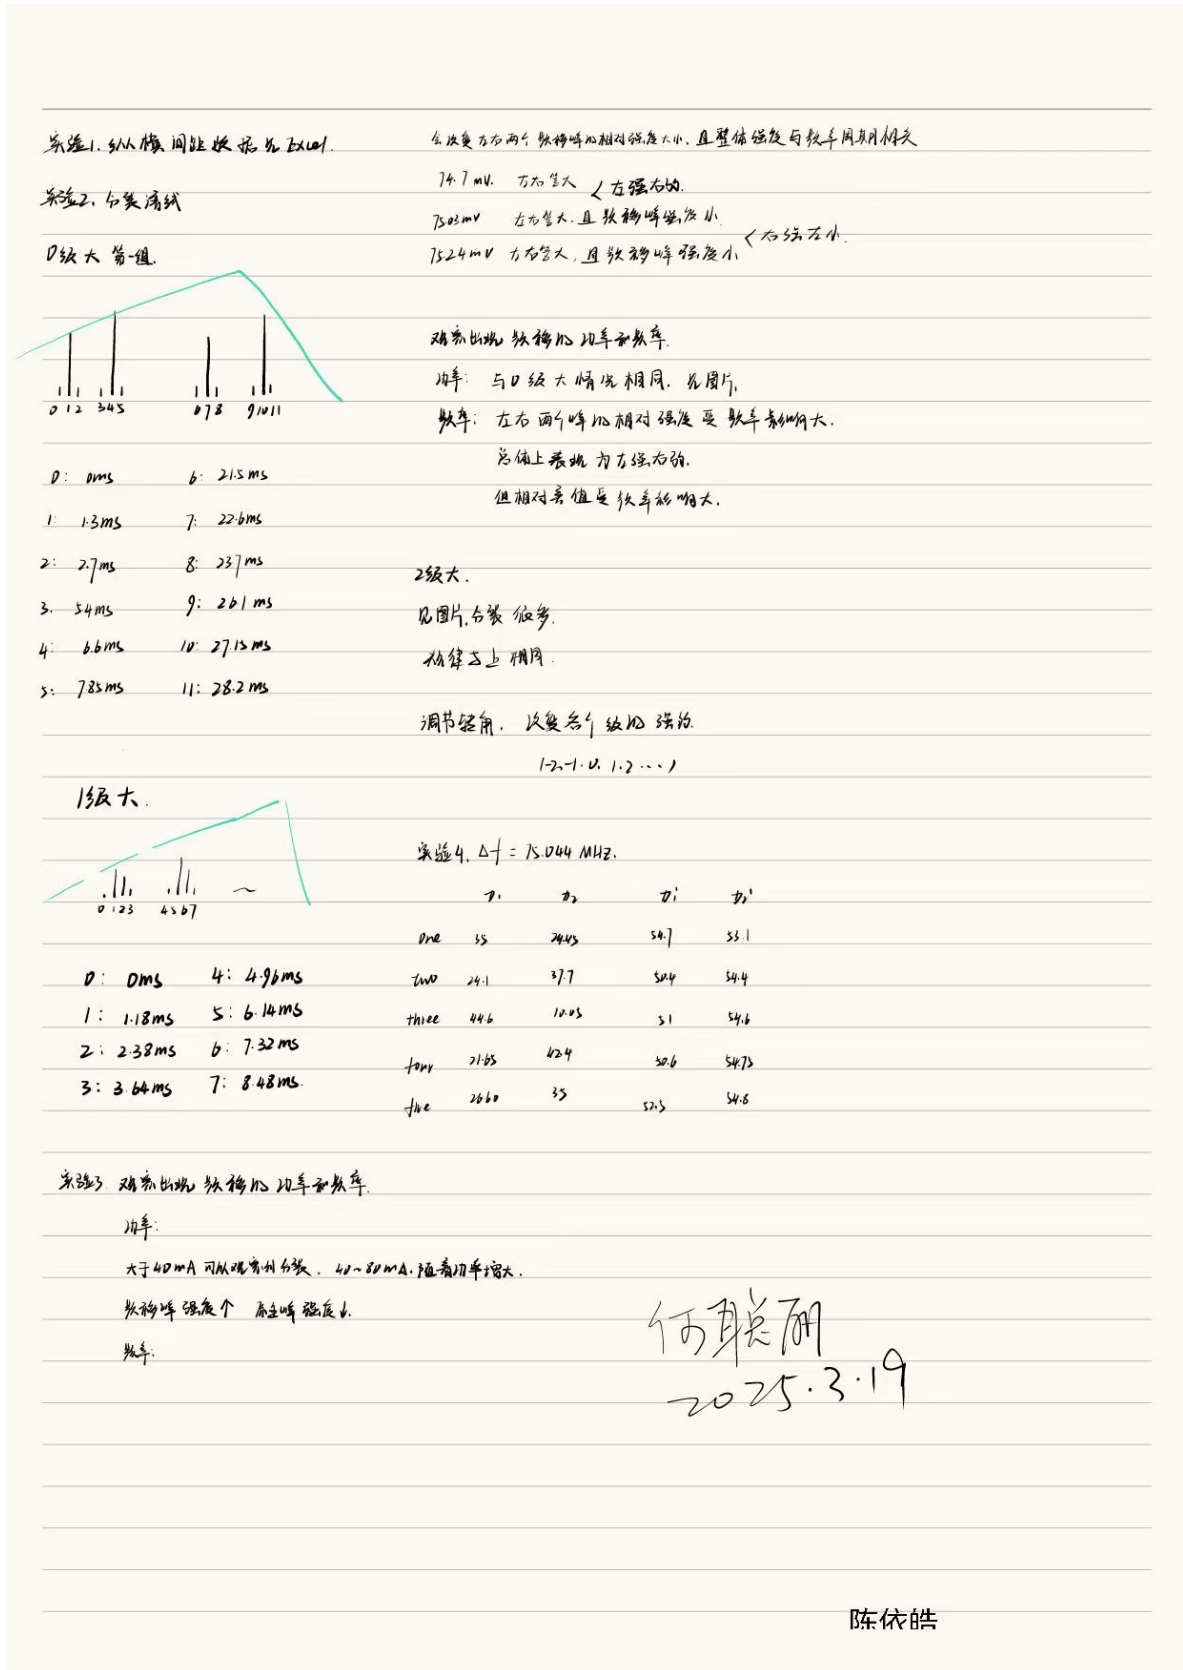 实验1. 纵横间距数据见Excel.
实验2. 分裂谱线
0级大 第一组.
0 1 2 3 4 5 6 7 8 9 10 11
0: 0ms 6: 21.5ms
1: 1.3ms 7: 22.6ms
2: 2.7ms 8: 23.7ms
3. 5.4ms 9: 26.1ms
4: 6.6ms 10: 27.15ms
5: 7.85ms 11: 28.2ms
1级大.
0 1 2 3 4 5 6 7
0: 0ms 4: 4.96ms
1: 1.18ms 5: 6.14ms
2: 2.38ms 6: 7.32ms
3: 3.64ms 7: 8.48ms.
实验3 观察出现频移的功率和频率.
功率:
大于40mA可以观察到分裂. 40~80mA.随着功率增大.
频移峰强度↑ 原主峰强度↓.
频率:
会改变左右两个频移峰的相对强度大小.且整体强度与频率周期相关
74.7mV. 左右
<左强右弱.
7503mV 左右 大.且频移峰强度小
7524mV 左右 大,且频移峰强度小
<右强左小.
观察出现频移的功率和频率.
功率: 与0级大情况相同. 见图片,
频率: 左右两个峰的相对强度受频率影响大.
总体上表现为左强右弱.
但相对差值受频率影响大.
2级大.
见图片,分裂很多.
规律与上相同.
调节转角. 改变各个级的强弱.
(-2,-1.0.1.2...)
实验4. Δf=75.044MHz.
D₁ D₂ D₁' D₂'
one 35 24.45 54.7 53.1
two 24.1 37.7 50.4 54.4
three 44.6 10.05 51 54.6
four 21.65 42.4 50.6 54.75
five 26.60 35 52.5 54.8
2025.3.19
陈依皓